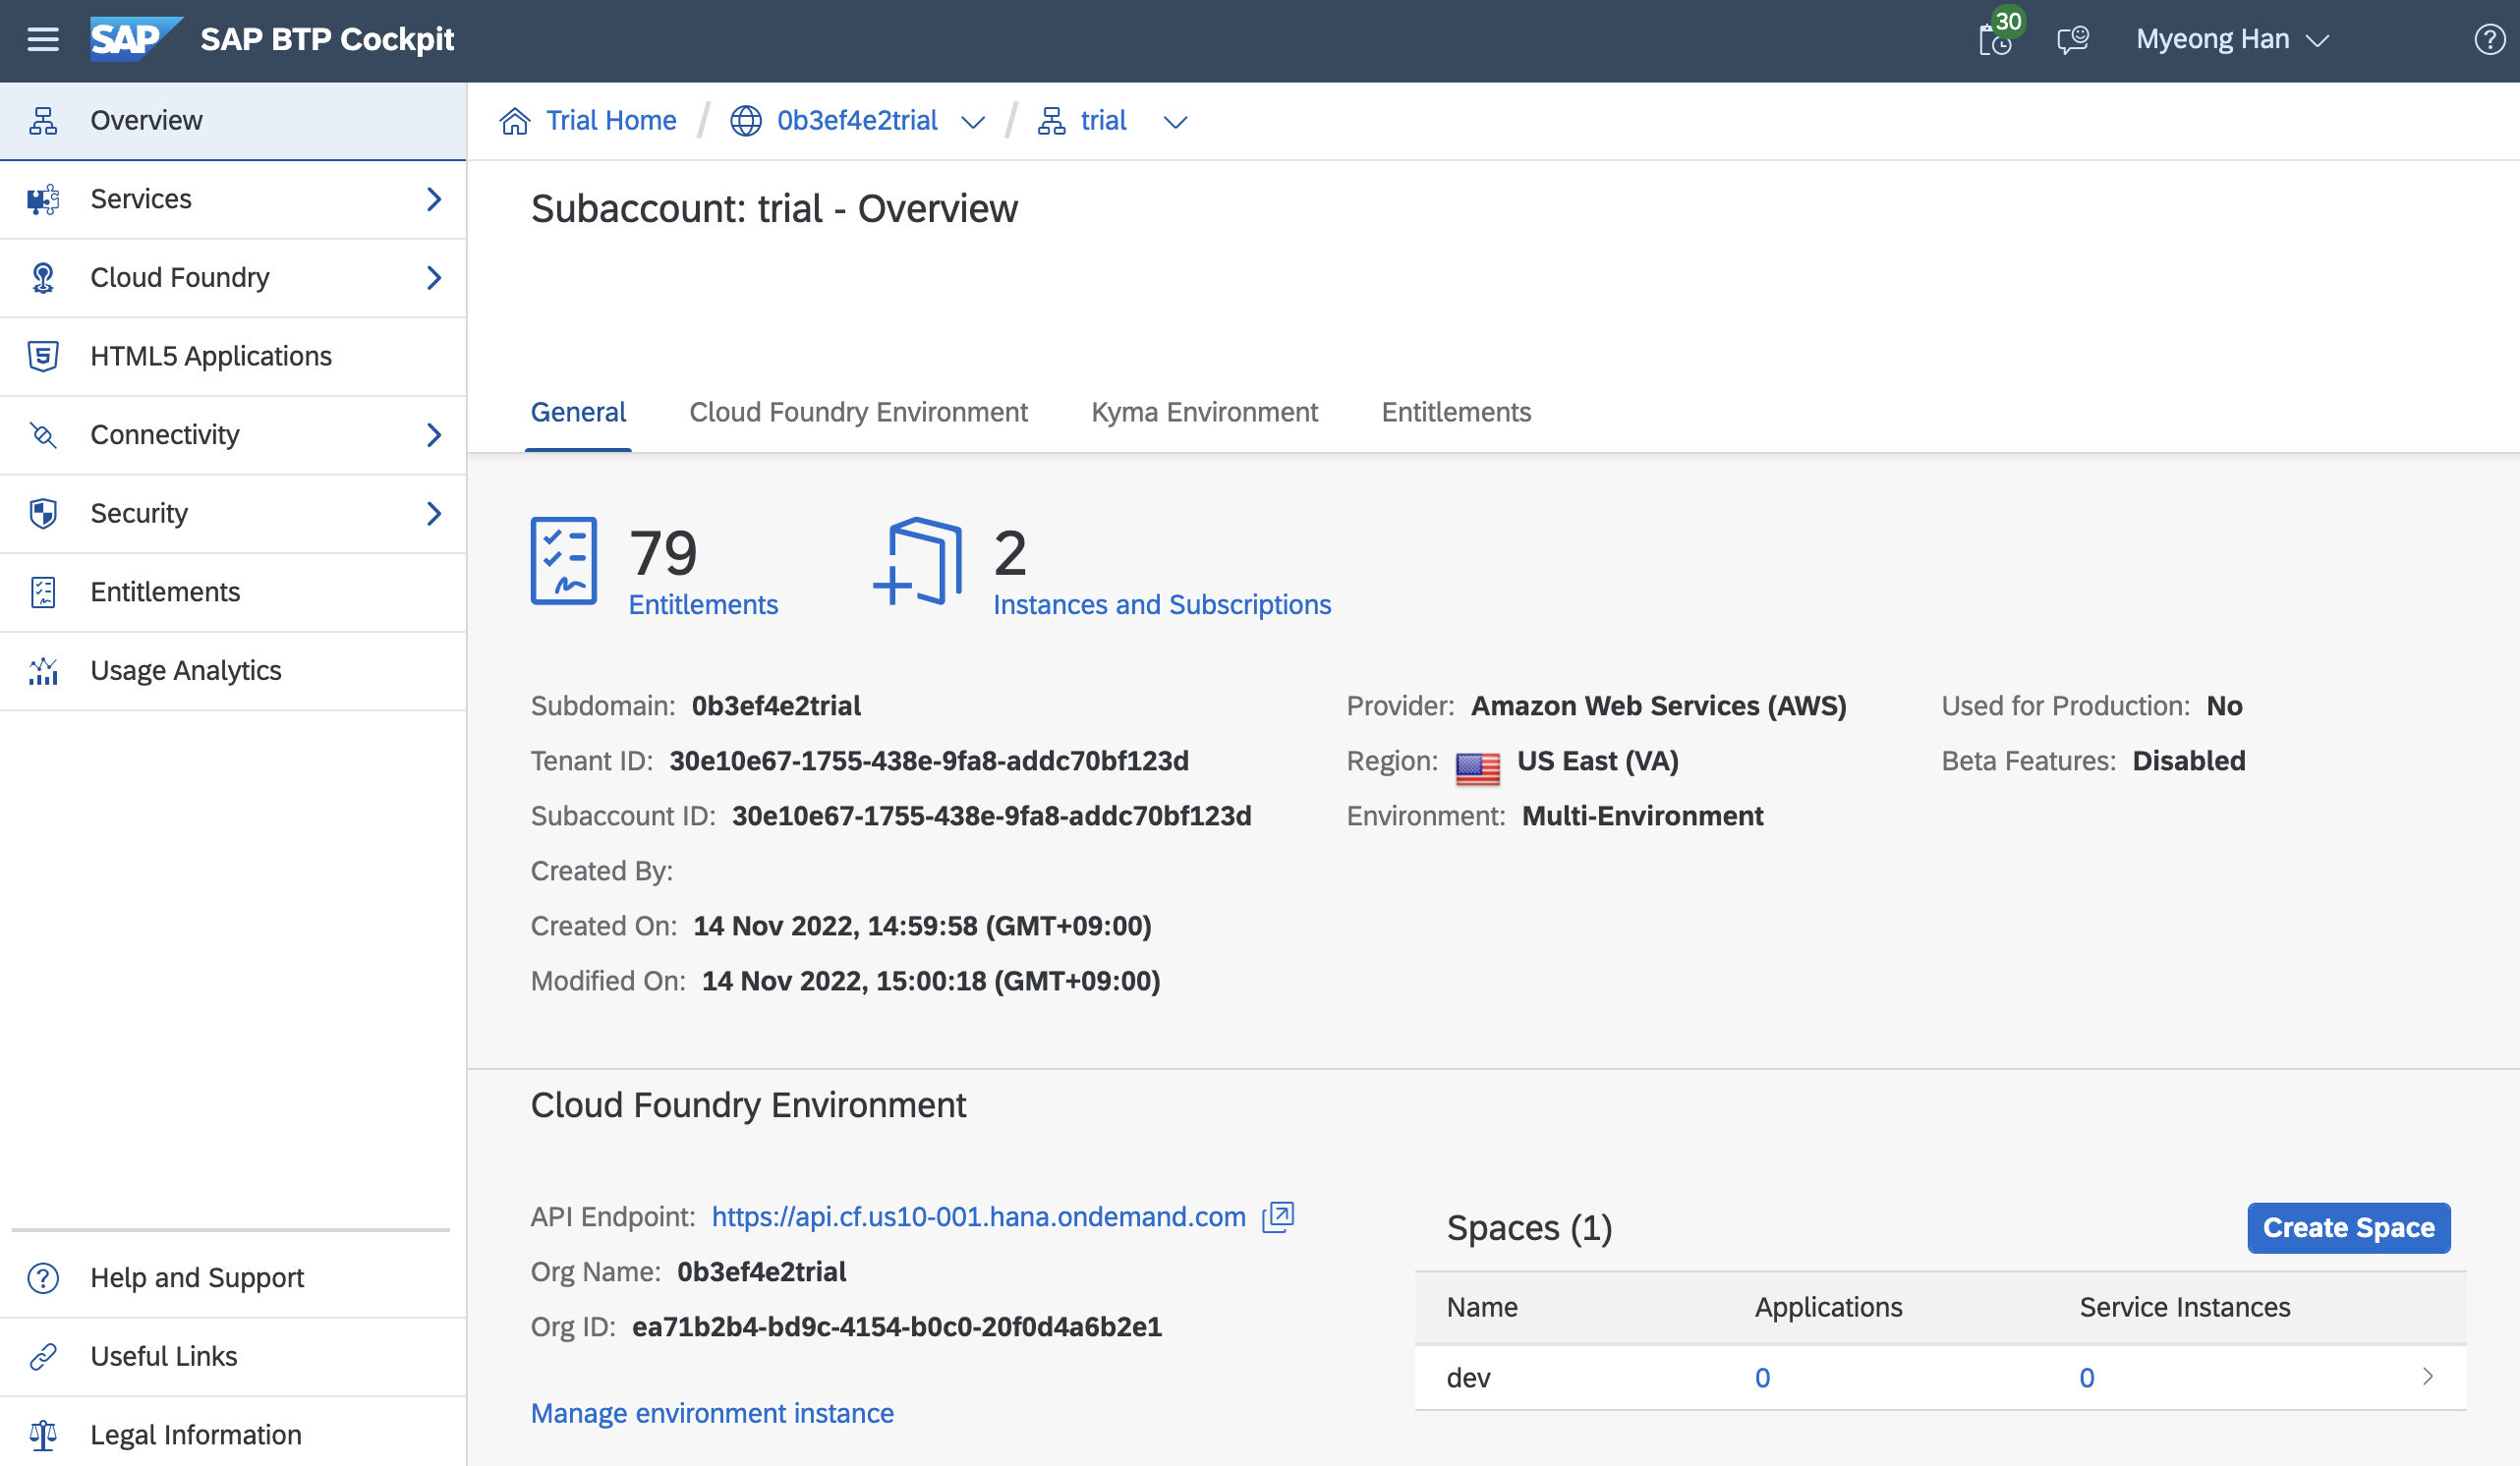 SAP SAP BTP Cockpit 30 Myeong Han
Overview
Services
Cloud Foundry
HTML5 Applications
Connectivity
Security
Entitlements
Usage Analytics
Help and Support
Useful Links
Legal Information
Trial Home / 0b3ef4e2trial / trial
Subaccount: trial - Overview
General Cloud Foundry Environment Kyma Environment Entitlements
79
Entitlements
2
Instances and Subscriptions
Subdomain: 0b3ef4e2trial
Tenant ID: 30e10e67-1755-438e-9fa8-addc70bf123d
Subaccount ID: 30e10e67-1755-438e-9fa8-addc70bf123d
Created By:
Created On: 14 Nov 2022, 14:59:58 (GMT+09:00)
Modified On: 14 Nov 2022, 15:00:18 (GMT+09:00)
Provider: Amazon Web Services (AWS)
Region: US East (VA)
Environment: Multi-Environment
Used for Production: No
Beta Features: Disabled
Cloud Foundry Environment
API Endpoint: https://api.cf.us10-001.hana.ondemand.com
Org Name: 0b3ef4e2trial
Org ID: ea71b2b4-bd9c-4154-b0c0-20f0d4a6b2e1
Manage environment instance
Spaces (1) Create Space
Name Applications Service Instances
dev 0 0